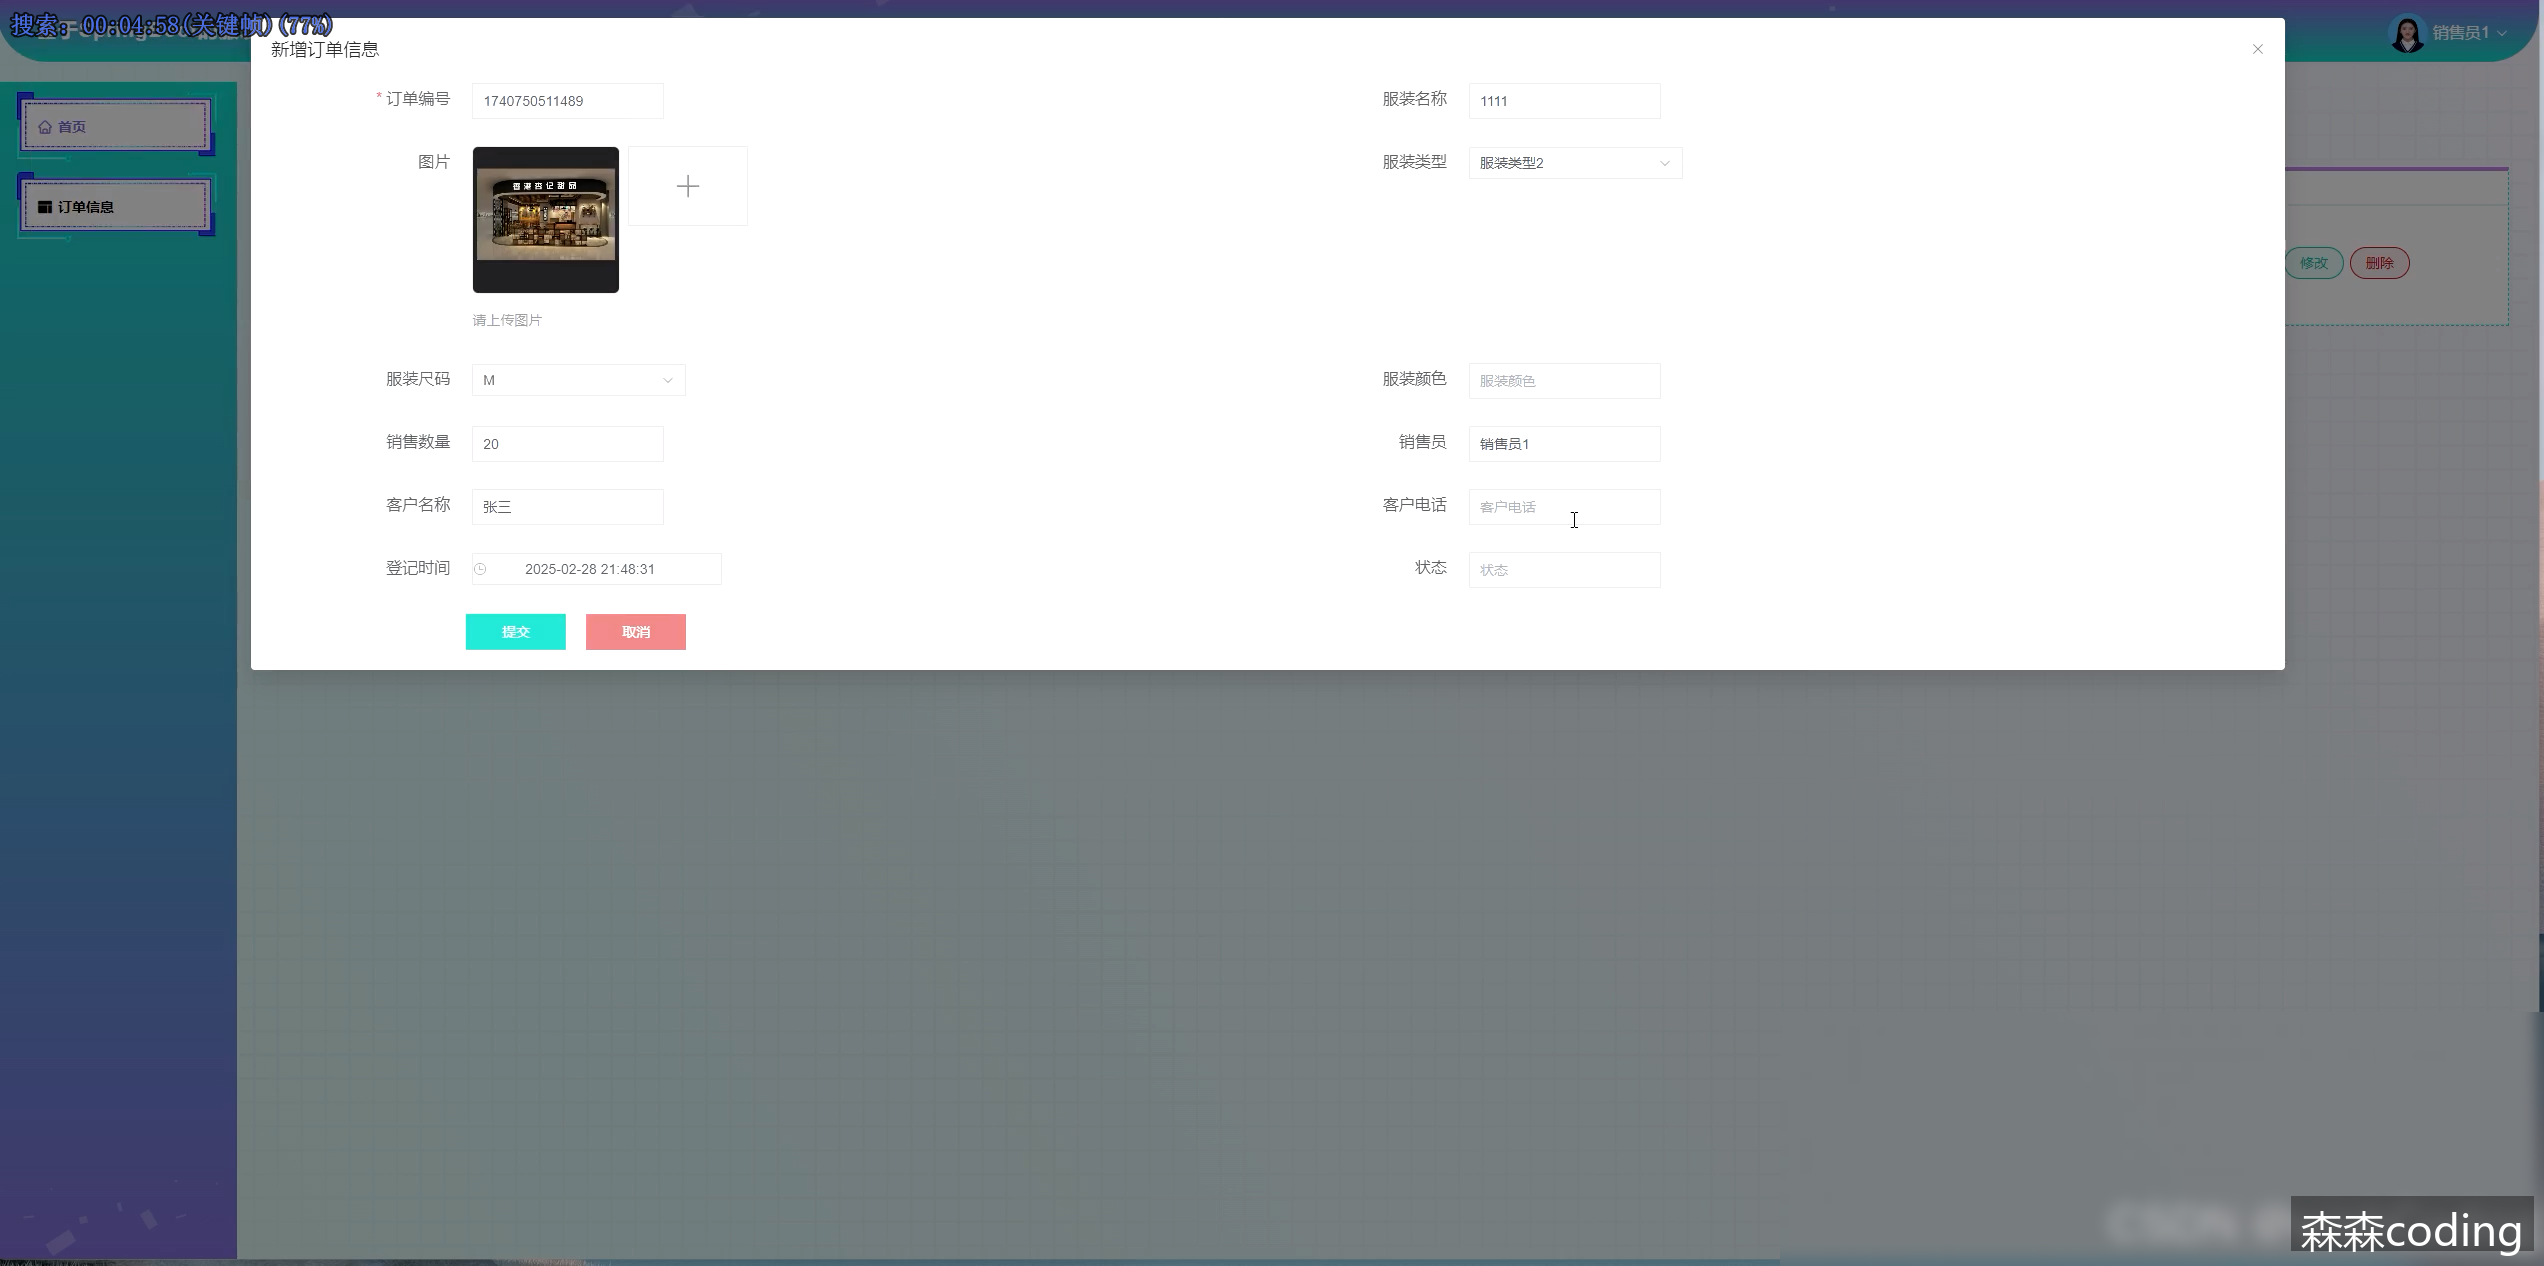 搜索: 00:04:58(关键帧)(77%)
新增订单信息
销售员1
首页
订单信息
* 订单编号 1740750511489
服装名称 1111
图片
香港杏记甜品
请上传图片
服装类型 服装类型2
修改 删除
服装尺码 M
服装颜色 服装颜色
销售数量 20
销售员 销售员1
客户名称 张三
客户电话 客户电话
登记时间 2025-02-28 21:48:31
状态 状态
提交 取消
森森coding